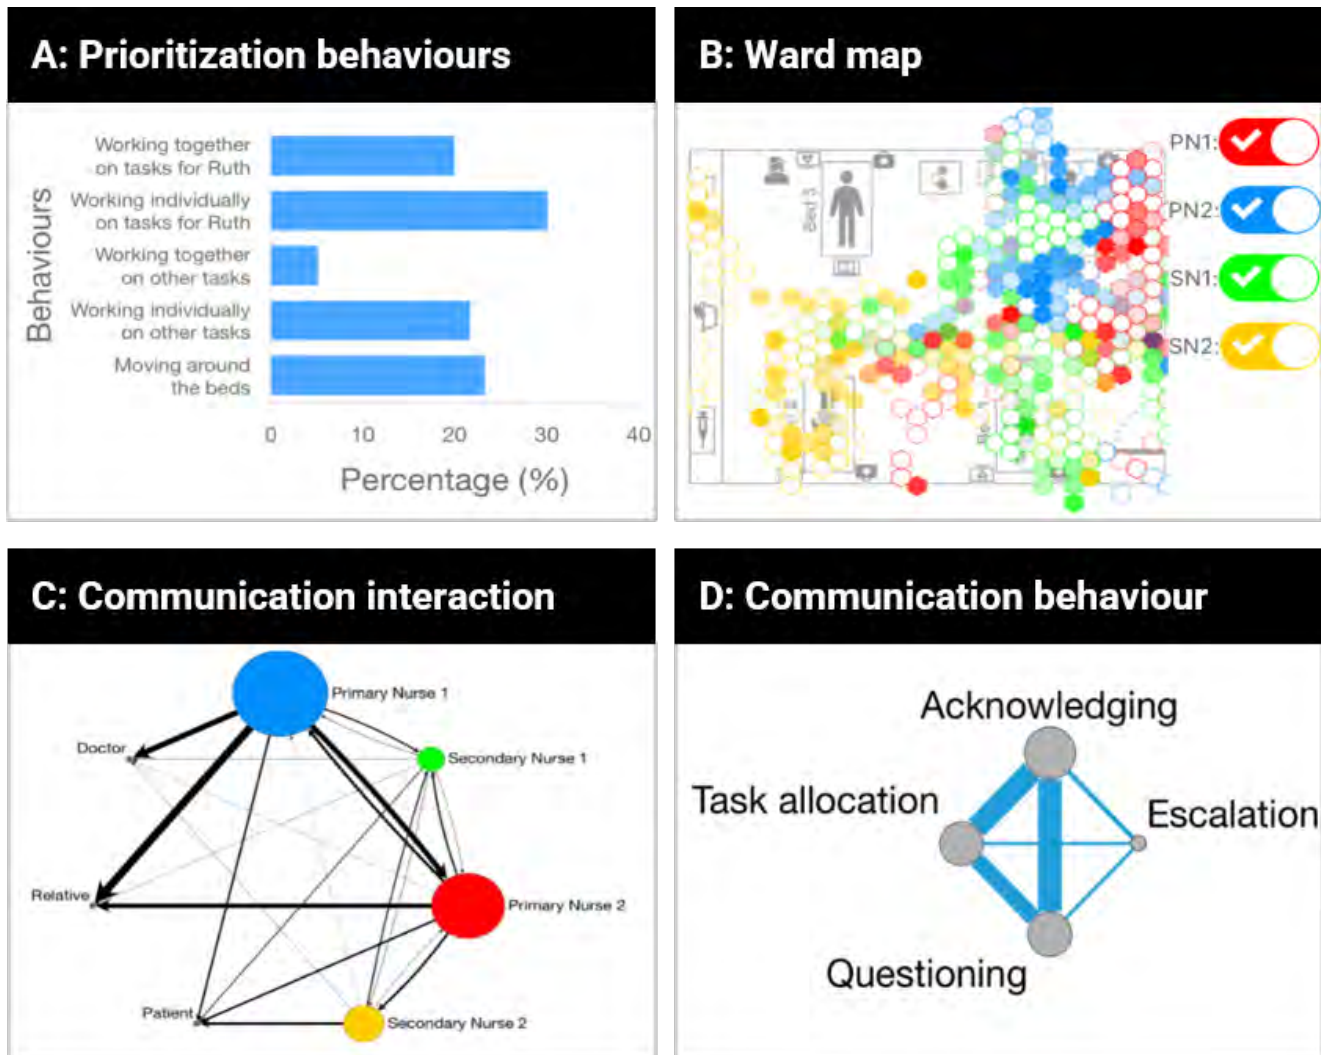 A: Prioritization behaviours
Behaviours
Working together
on tasks for Ruth
Working individually
on tasks for Ruth
Working together
on other tasks
Working individually
on other tasks
Moving around
the beds
0 10 20 30 40
Percentage (%)
B: Ward map
Bed 3
PN1:
PN2:
SN1:
SN2:
C: Communication interaction
Primary Nurse 1
Doctor
Secondary Nurse 1
Relative
Primary Nurse 2
Patient
Secondary Nurse 2
D: Communication behaviour
Acknowledging
Task allocation
Escalation
Questioning